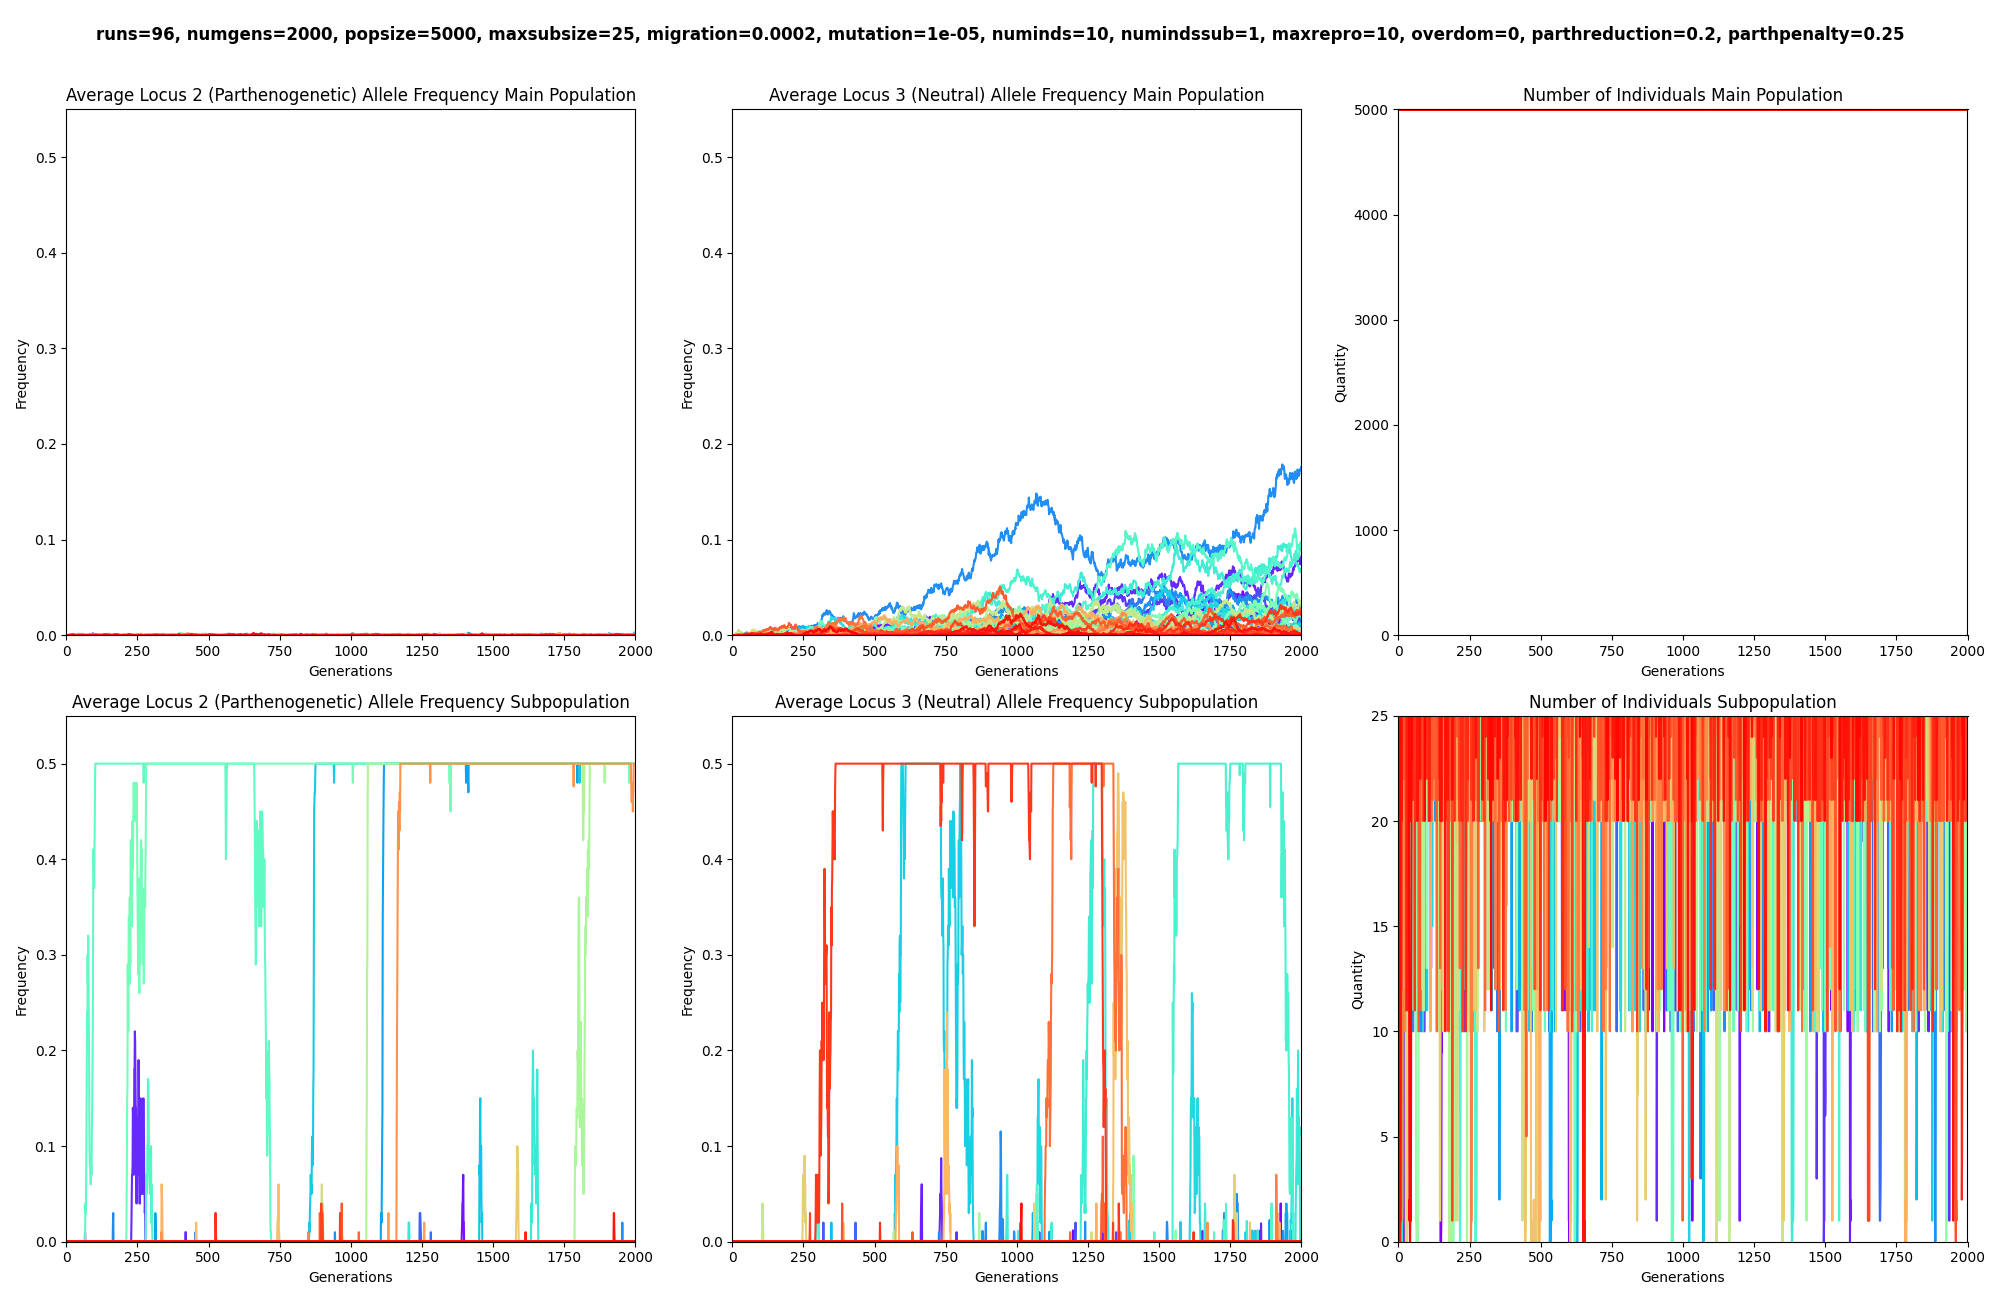 runs=96, numgens=2000, popsize=5000, maxsubsize=25, migration=0.0002, mutation=1e-05, numinds=10, numindssub=1, maxrepro=10, overdom=0, parthreduction=0.2, parthpenalty=0.25
Average Locus 2 (Parthenogenetic) Allele Frequency Main Population
0.5
0.4
0.3
0.2
0.1
0.0
Frequency
0 250 500 750 1000 1250 1500 1750 2000
Generations
Average Locus 3 (Neutral) Allele Frequency Main Population
0.5
0.4
0.3
0.2
0.1
0.0
Frequency
0 250 500 750 1000 1250 1500 1750 2000
Generations
Number of Individuals Main Population
5000
4000
3000
2000
1000
0
Quantity
0 250 500 750 1000 1250 1500 1750 2000
Generations
Average Locus 2 (Parthenogenetic) Allele Frequency Subpopulation
0.5
0.4
0.3
0.2
0.1
0.0
Frequency
0 250 500 750 1000 1250 1500 1750 2000
Generations
Average Locus 3 (Neutral) Allele Frequency Subpopulation
0.5
0.4
0.3
0.2
0.1
0.0
Frequency
0 250 500 750 1000 1250 1500 1750 2000
Generations
Number of Individuals Subpopulation
25
20
15
10
5
0
Quantity
0 250 500 750 1000 1250 1500 1750 2000
Generations